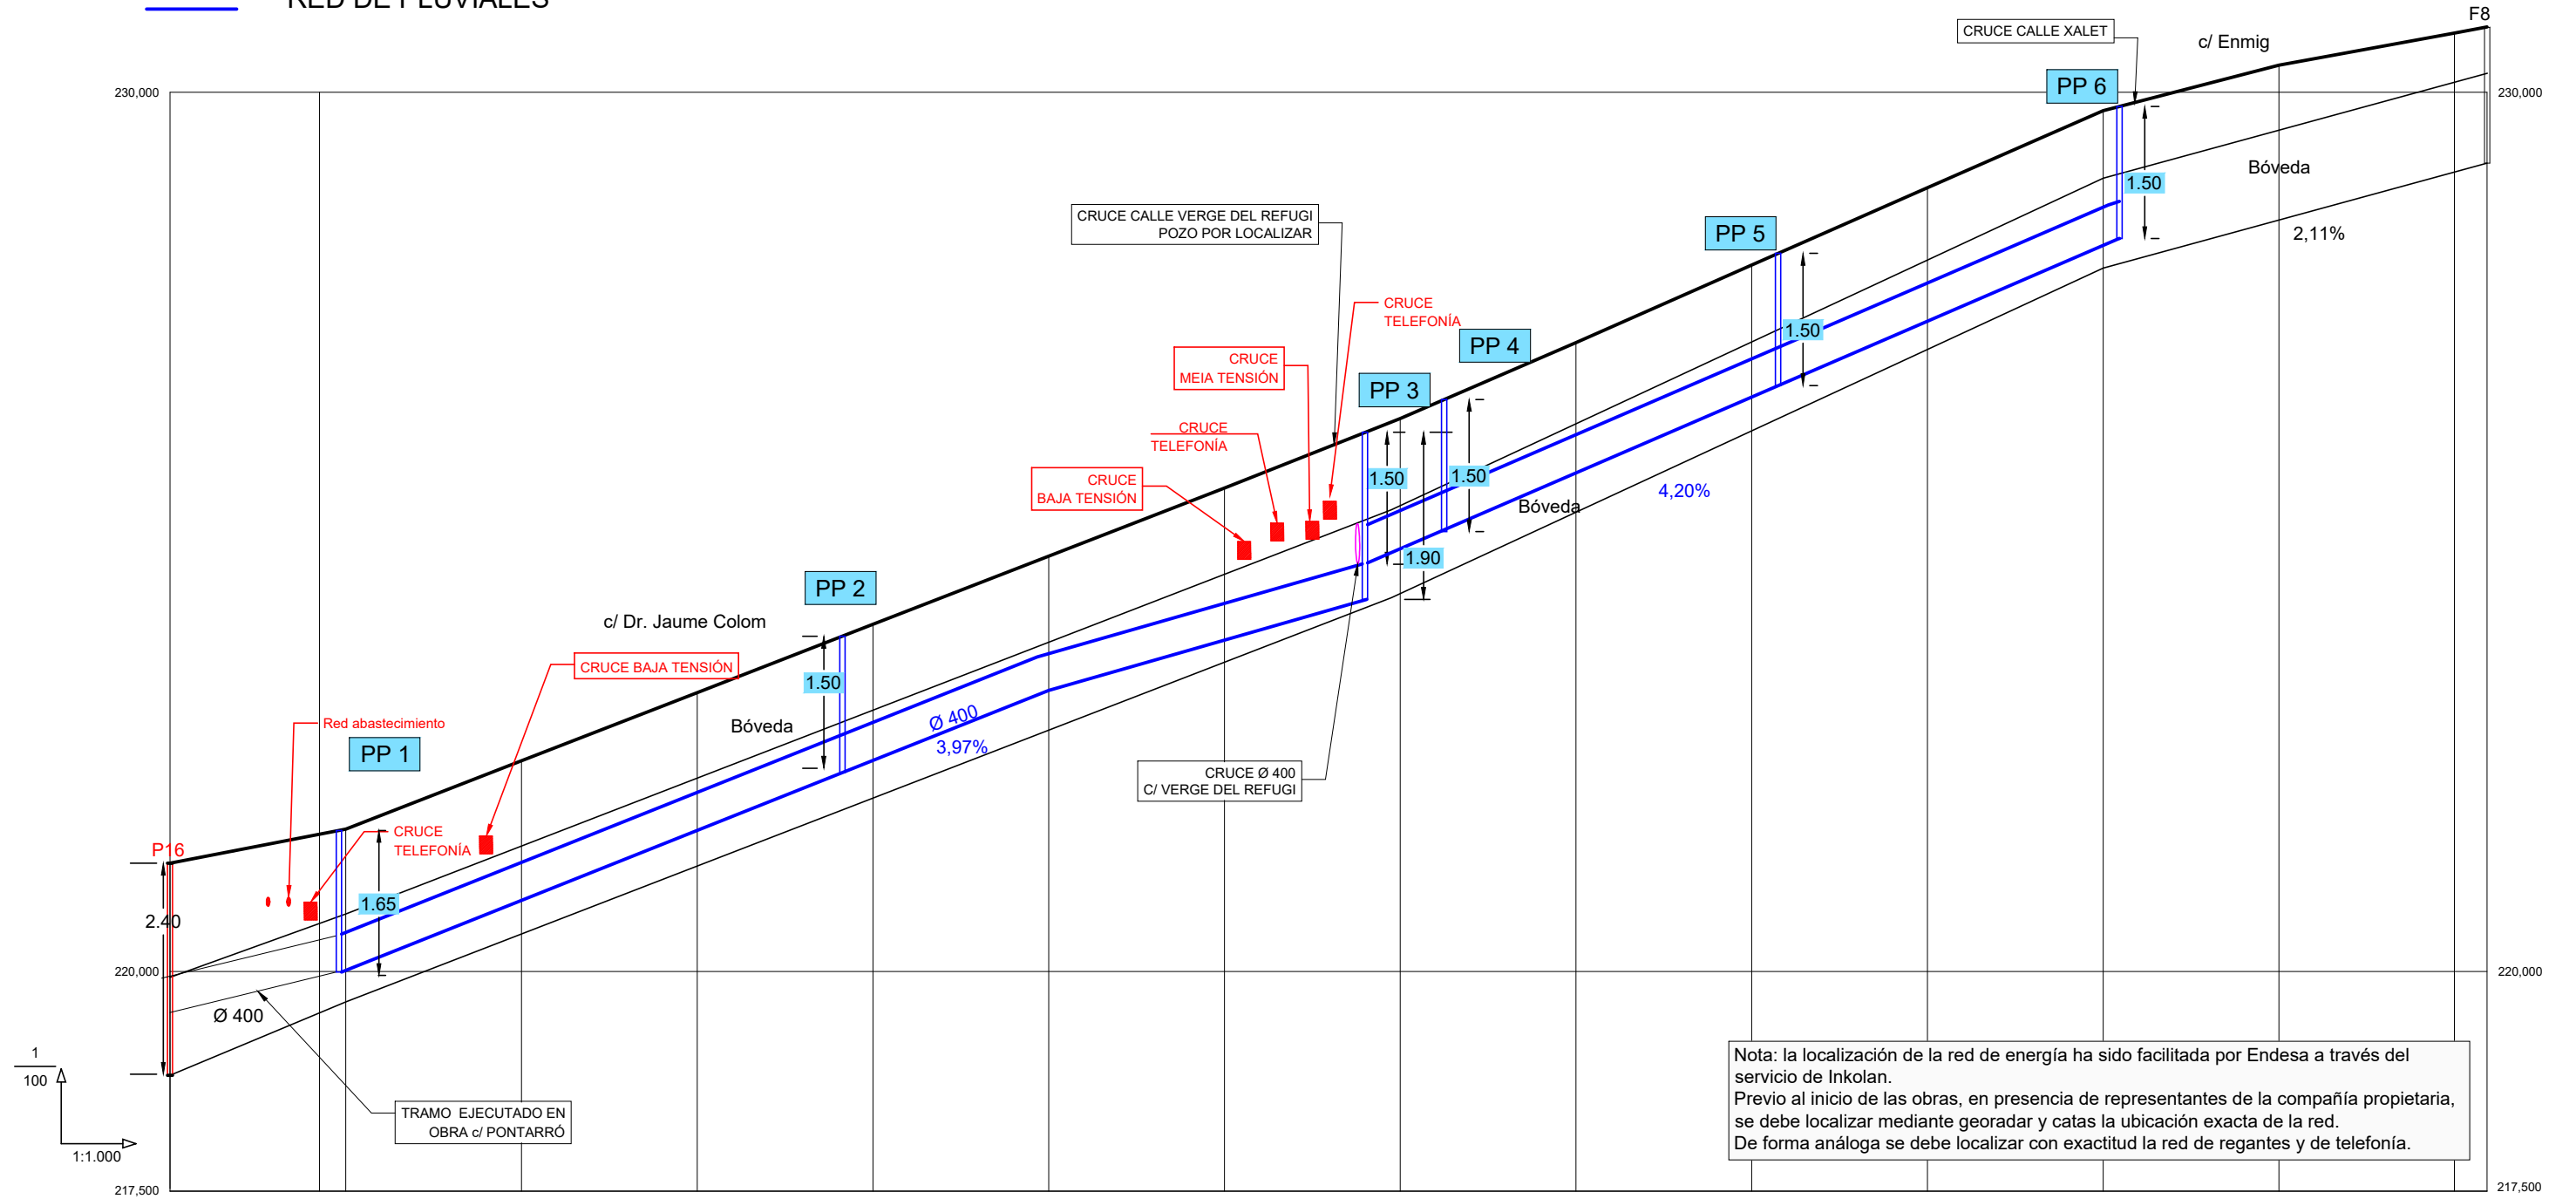 RED DE PLUVIALES
F8
CRUCE CALLE XALET
c/ Enmig
230,000
230,000
PP 6
Bóveda
1.50
CRUCE CALLE VERGE DEL REFUGI
POZO POR LOCALIZAR
PP 5
2,11%
CRUCE
TELEFONÍA
1.50
PP 4
CRUCE
MEIA TENSIÓN
PP 3
CRUCE
TELEFONÍA
1.50
1.50
CRUCE
BAJA TENSIÓN
4,20%
Bóveda
1.90
PP 2
c/ Dr. Jaume Colom
CRUCE BAJA TENSIÓN
1.50
Ø 400
Bóveda
Red abastecimiento
3,97%
PP 1
CRUCE Ø 400
C/ VERGE DEL REFUGI
CRUCE
TELEFONÍA
P16
1.65
2.40
220,000
220,000
Ø 400
1
100
1:1.000
TRAMO EJECUTADO EN
OBRA c/ PONTARRÓ
Nota: la localización de la red de energía ha sido facilitada por Endesa a través del
servicio de Inkolan.
Previo al inicio de las obras, en presencia de representantes de la compañía propietaria,
se debe localizar mediante georadar y catas la ubicación exacta de la red.
De forma análoga se debe localizar con exactitud la red de regantes y de telefonía.
217,500
217,500